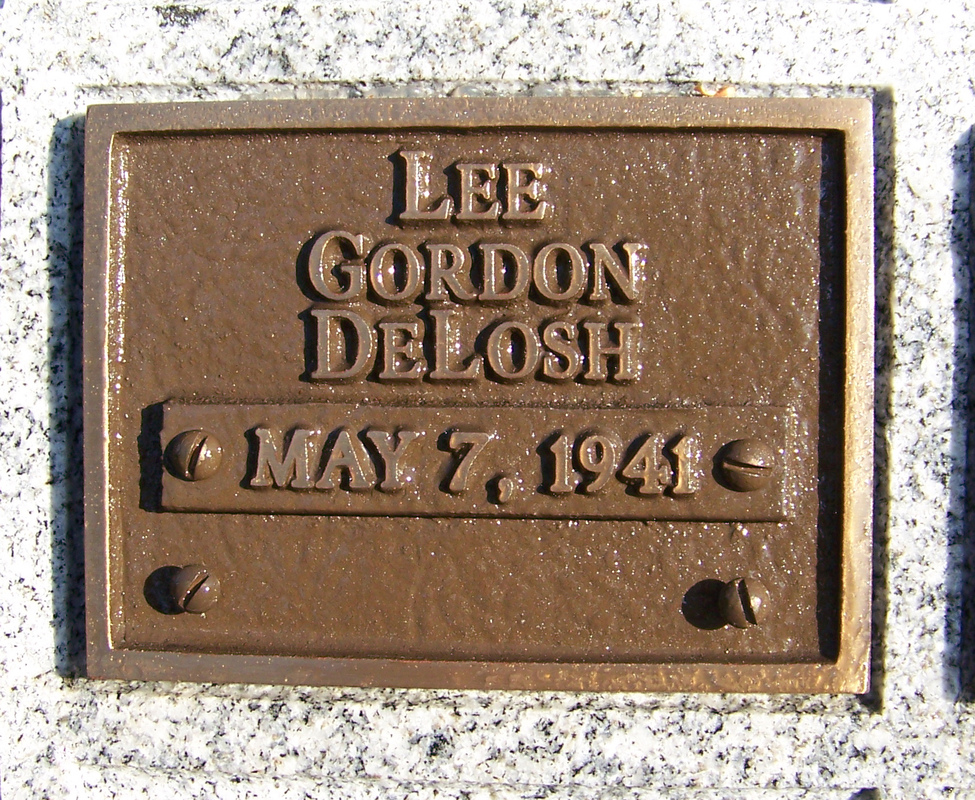 LEE
GORDON
DELOSH
MAY 7, 1941